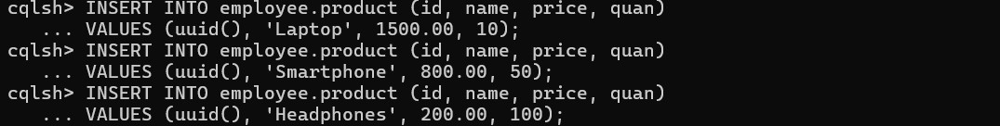 cqlsh> INSERT INTO employee.product (id, name, price, quan)
   ... VALUES (uuid(), 'Laptop', 1500.00, 10);
cqlsh> INSERT INTO employee.product (id, name, price, quan)
   ... VALUES (uuid(), 'Smartphone', 800.00, 50);
cqlsh> INSERT INTO employee.product (id, name, price, quan)
   ... VALUES (uuid(), 'Headphones', 200.00, 100);